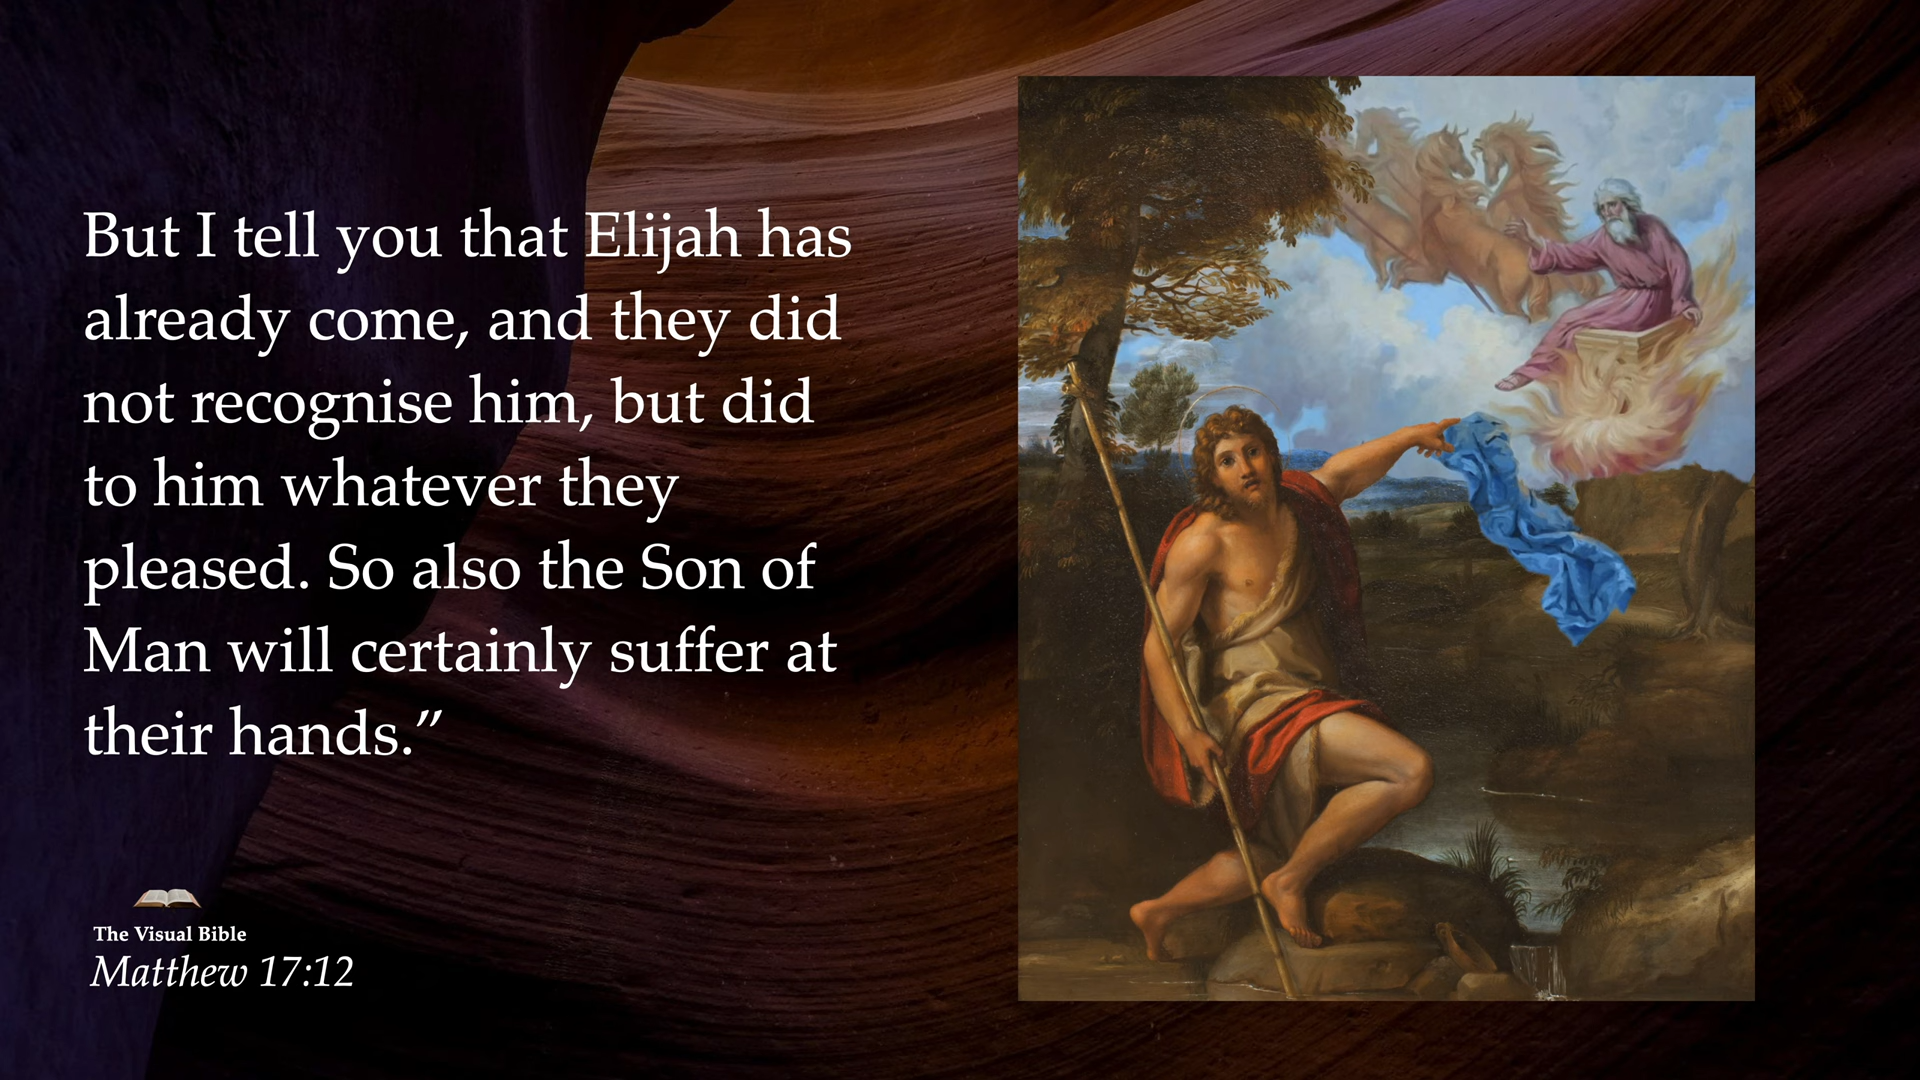 But I tell you that Elijah has
already come, and they did
not recognise him, but did
to him whatever they
pleased. So also the Son of
Man will certainly suffer at
their hands.”
The Visual Bible
Matthew 17:12